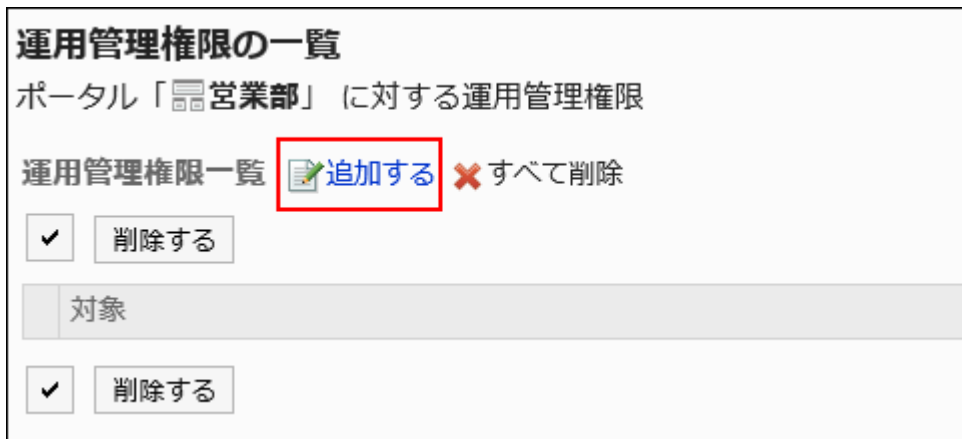 運用管理権限の一覧
ポータル「営業部」 に対する運用管理権限
運用管理権限一覧 追加する すべて削除
削除する
対象
削除する